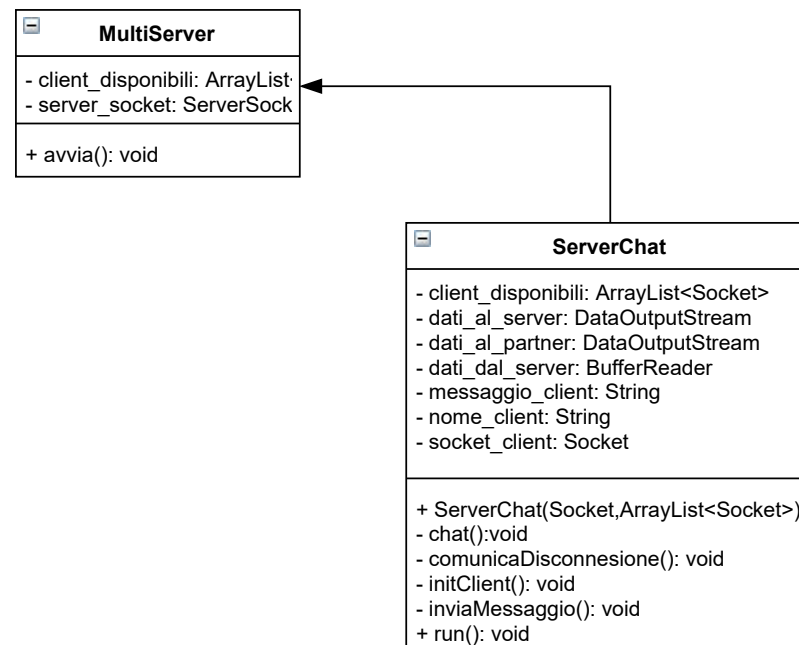 MultiServer
- client_disponibili: ArrayList
- server_socket: ServerSock
+ avvia(): void
ServerChat
- client_disponibili: ArrayList<Socket>
- dati_al_server: DataOutputStream
- dati_al_partner: DataOutputStream
- dati_dal_server: BufferReader
- messaggio_client: String
- nome_client: String
- socket_client: Socket
+ ServerChat(Socket,ArrayList<Socket>)
- chat():void
- comunicaDisconnesione(): void
- initClient(): void
- inviaMessaggio(): void
+ run(): void